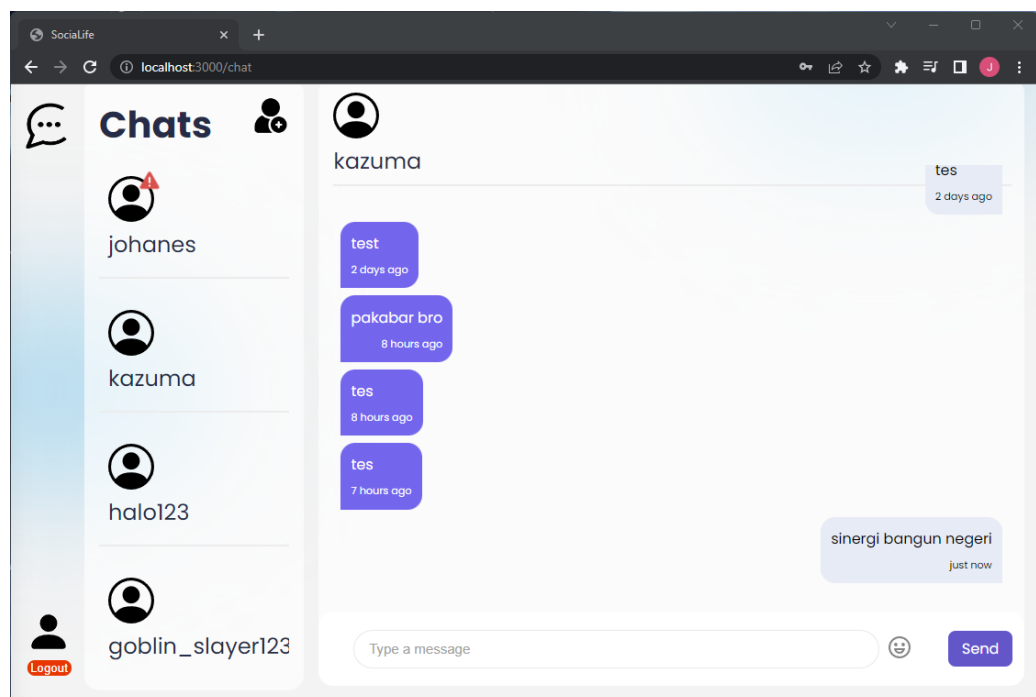 SociaLife
localhost:3000/chat
J
Chats
johanes
kazuma
halo123
goblin_slayer123
Logout
kazuma
tes
2 days ago
test
2 days ago
pakabar bro
8 hours ago
tes
8 hours ago
tes
7 hours ago
sinergi bangun negeri
just now
Type a message
Send